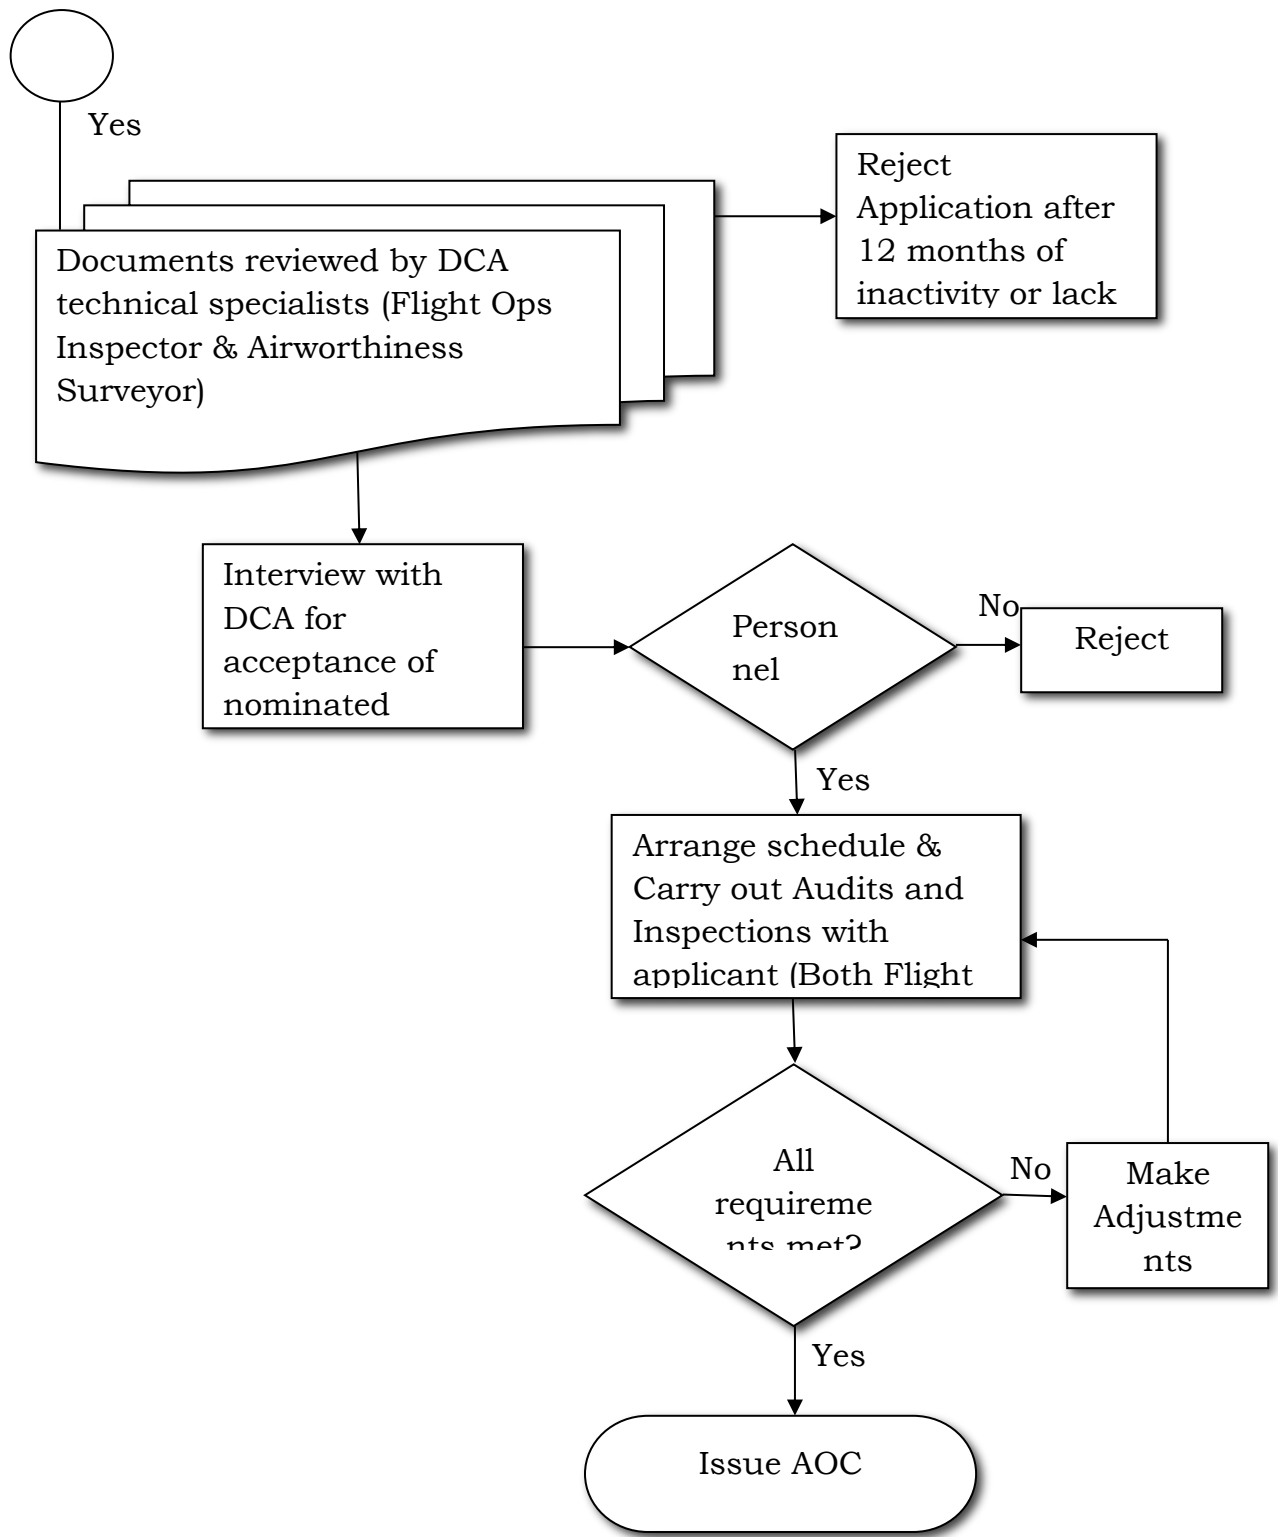 Yes
Reject
Application after
12 months of
inactivity or lack
Documents reviewed by DCA
technical specialists (Flight Ops
Inspector & Airworthiness
Surveyor)
Interview with
DCA for
acceptance of
nominated
Person
nel
No
Reject
Yes
Arrange schedule &
Carry out Audits and
Inspections with
applicant (Both Flight
All
requireme
nts met?
No
Make
Adjustme
nts
Yes
Issue AOC